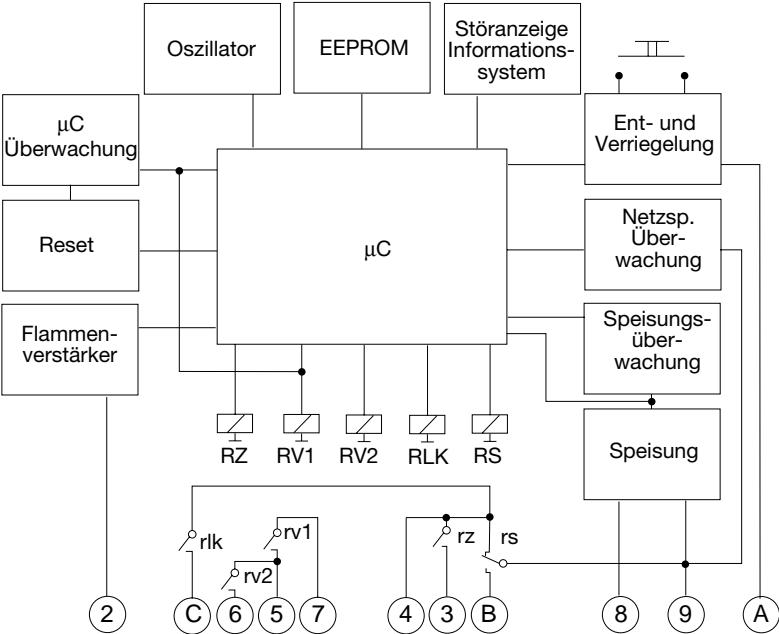 Oszillator
EEPROM
Störanzeige
Informations-
system
μC
Überwachung
Ent- und
Verriegelung
Reset
μC
Netzsp.
Über-
wachung
Flammen-
verstärker
Speisungs-
über-
wachung
RZ
RV1
RV2
RLK
RS
Speisung
rlk
rv1
rv2
rz
rs
2
C
6
5
7
4
3
B
8
9
A